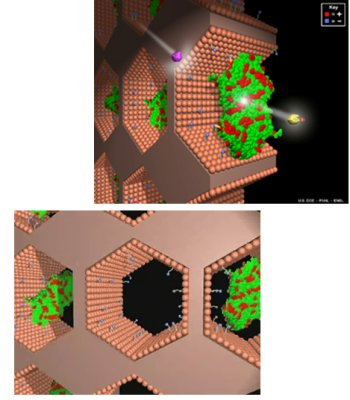 Key
= +
= -
U.S. DOE - PNNL - EMSL